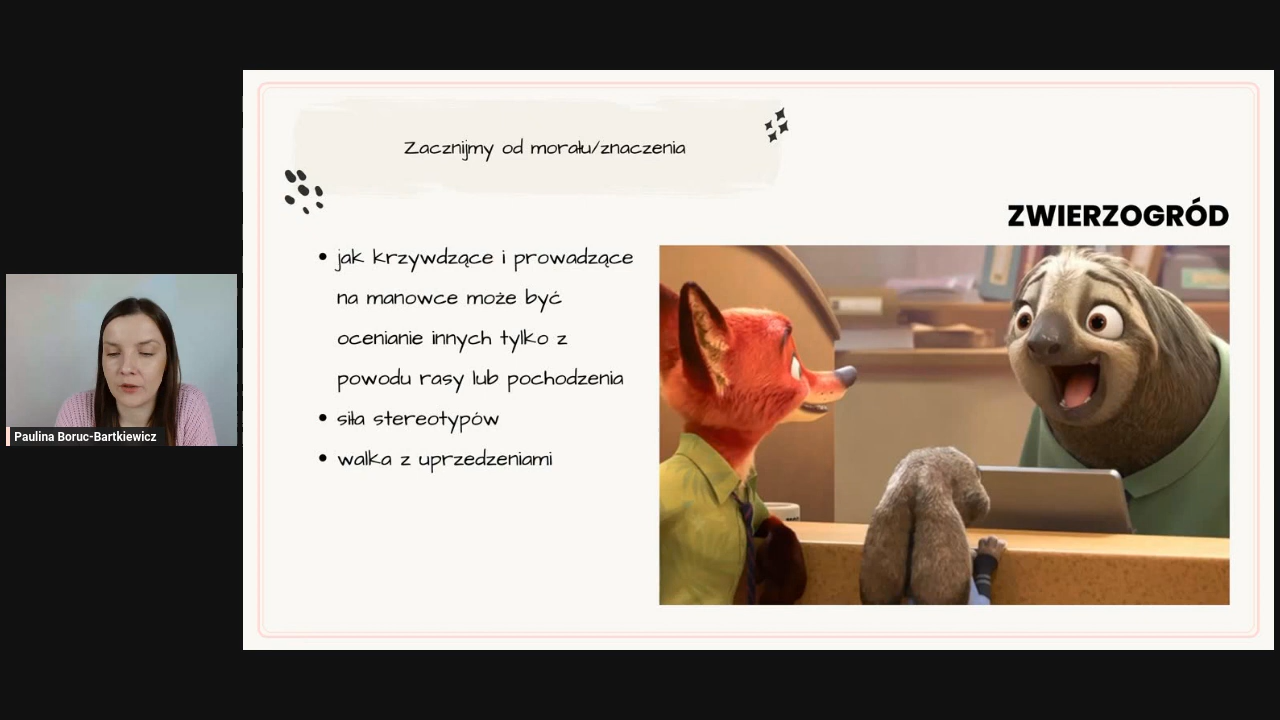 Zacznijmy od morału/znaczenia
ZWIERZOGRÓD
• jak krzywdzące i prowadzące
na manowce może być
ocenianie innych tylko z
powodu rasy lub pochodzenia
• siła stereotypów
• walka z uprzedzeniami
Paulina Boruc-Bartkiewicz